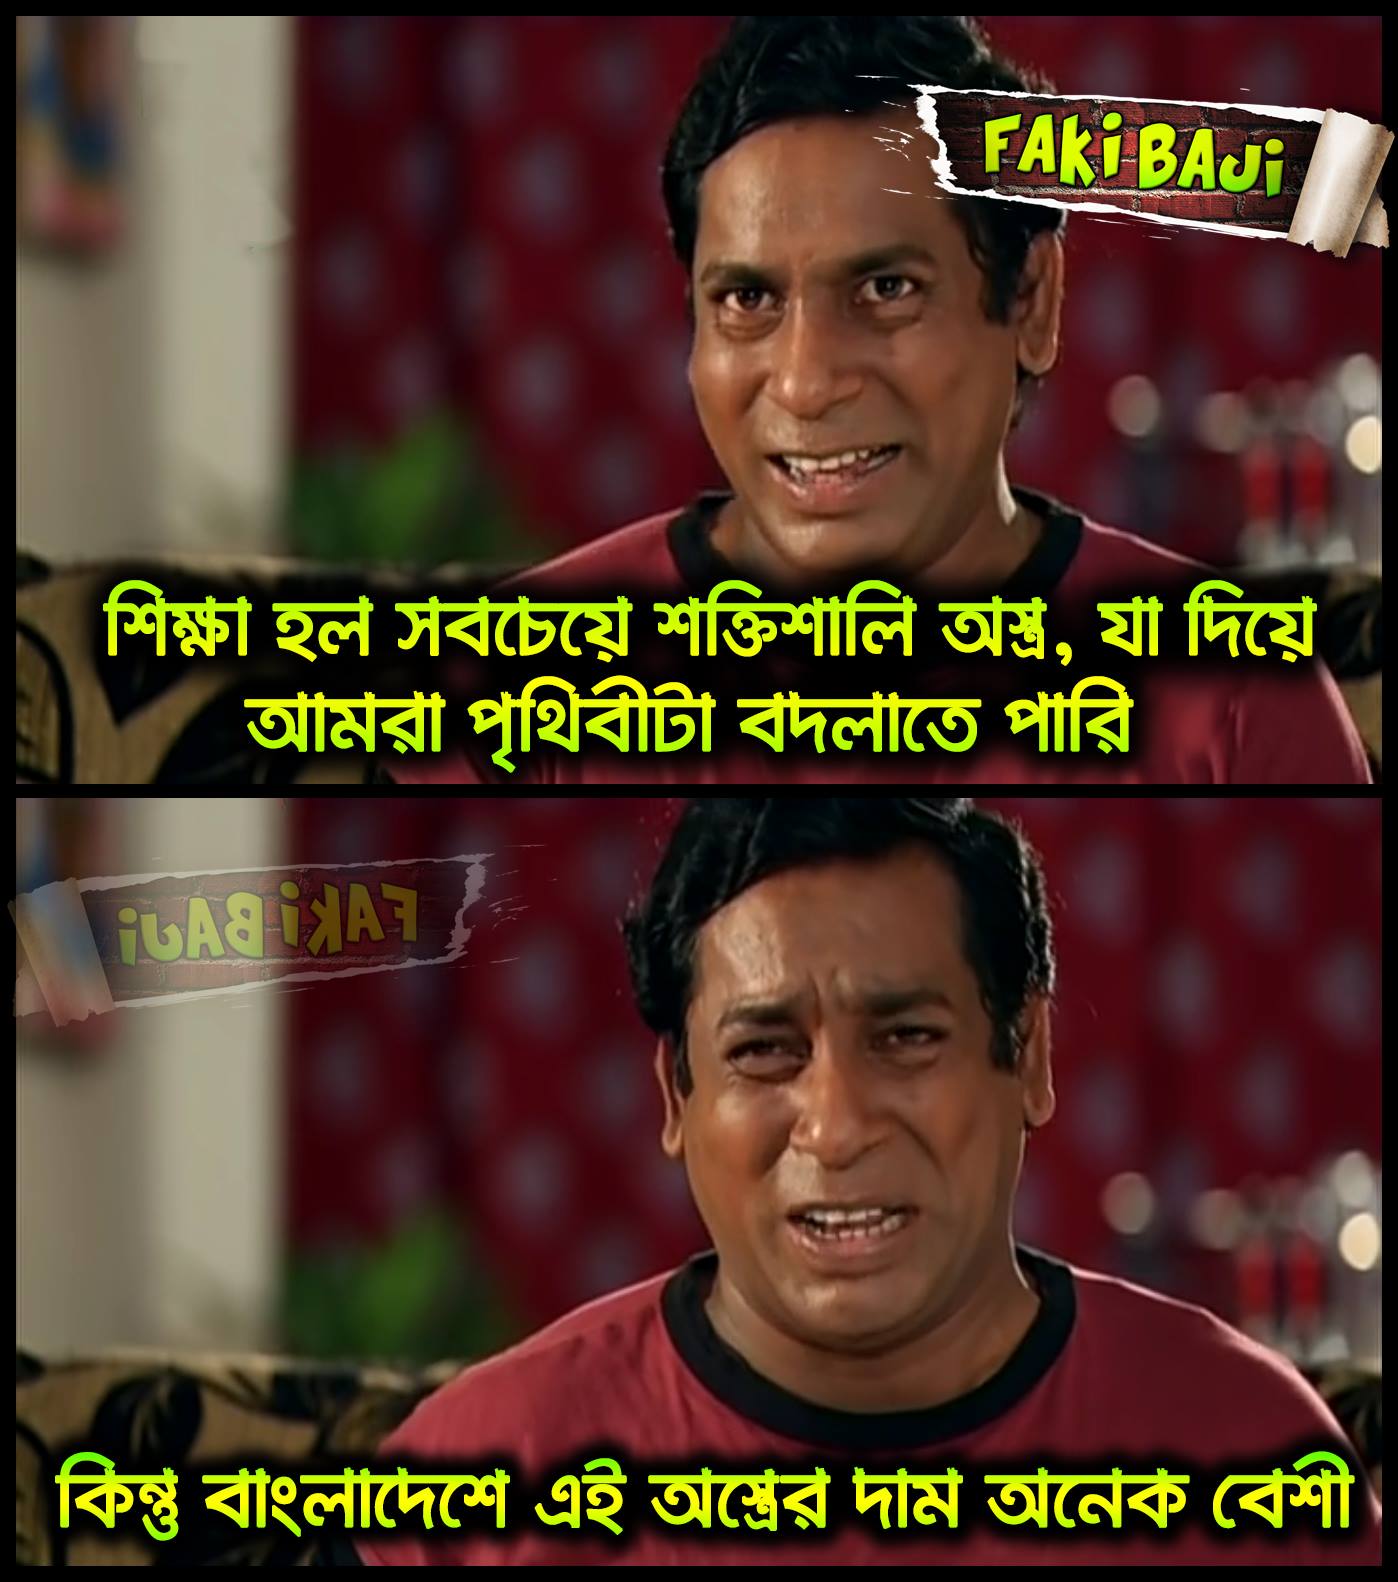 FAKi BAJi
শিক্ষা হল সবচেয়ে শক্তিশালি অস্ত্র, যা দিয়ে
আমরা পৃথিবীটা বদলাতে পারি
FAKi BAJi
কিন্তু বাংলাদেশে এই অস্ত্রের দাম অনেক বেশী